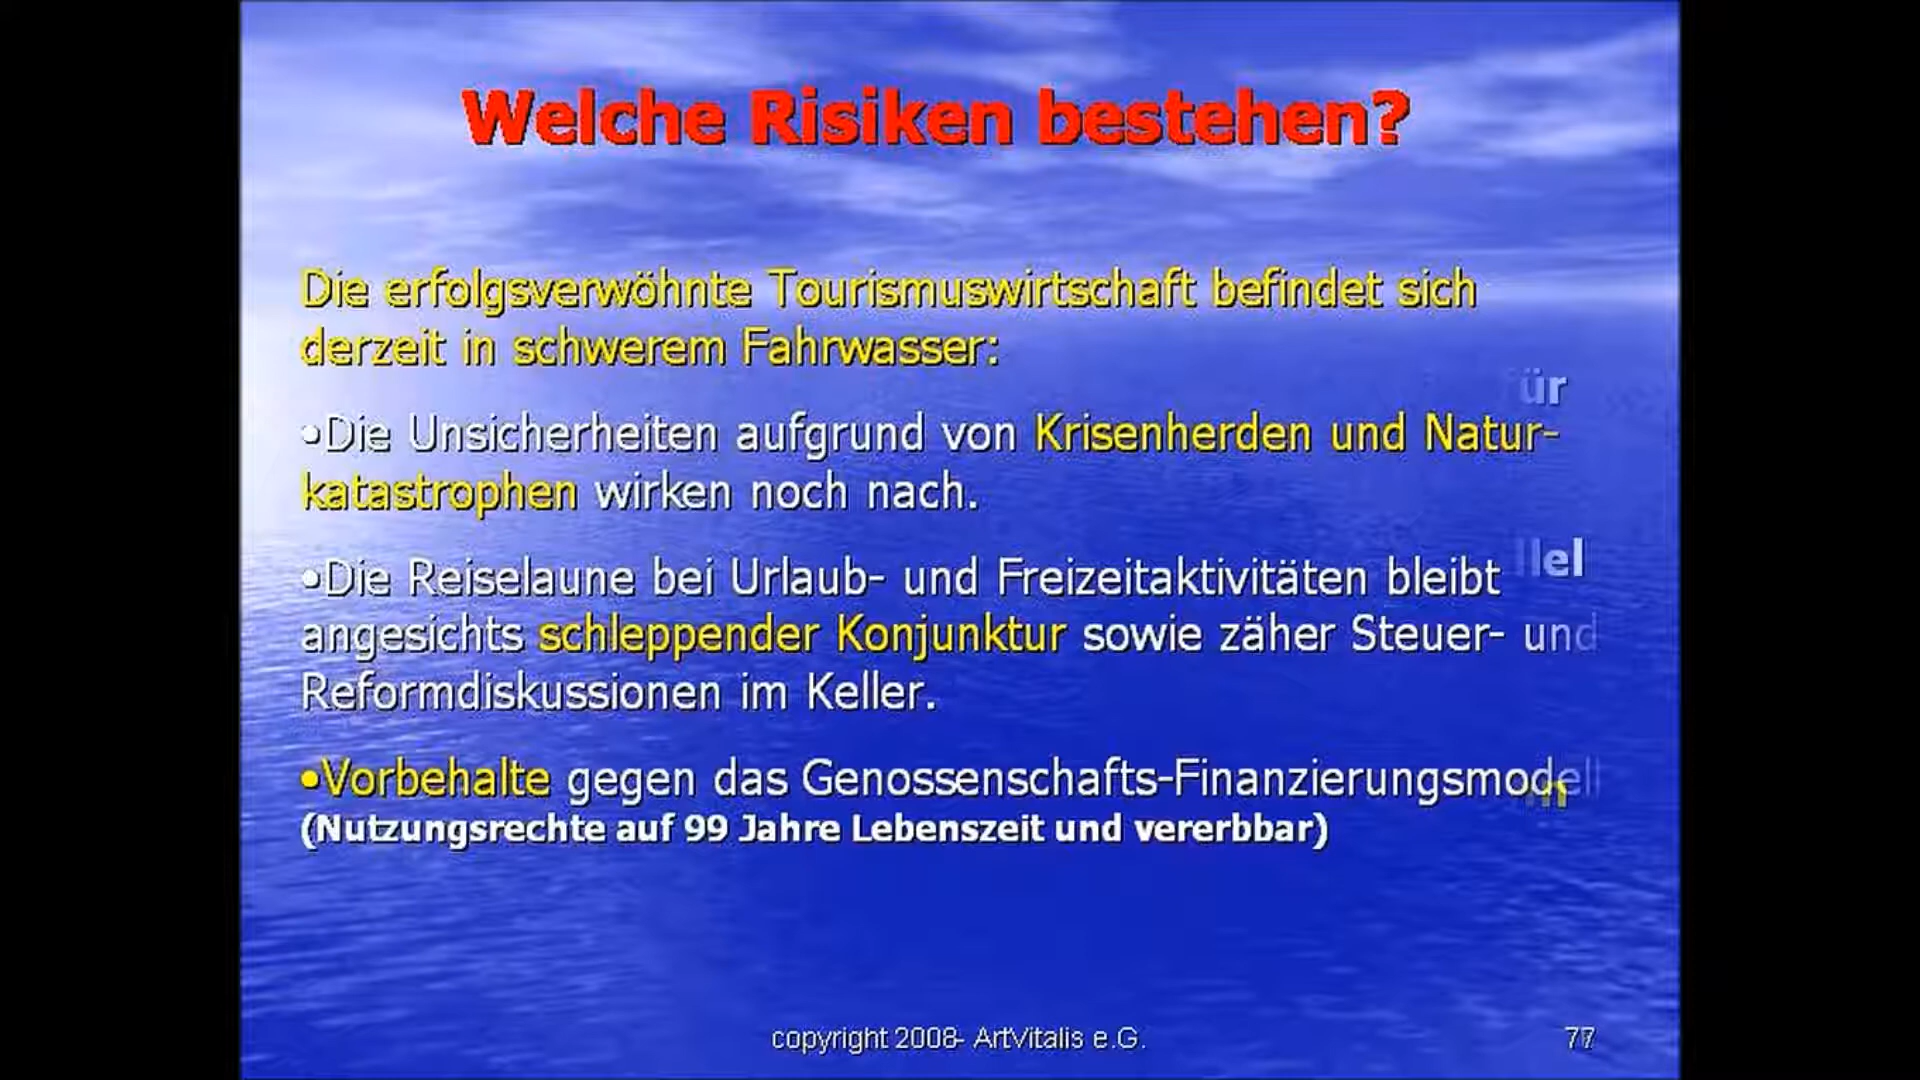 Welche Risiken bestehen?
Die erfolgsverwöhnte Tourismuswirtschaft befindet sich
derzeit in schwerem Fahrwasser:
•Die Unsicherheiten aufgrund von Krisenherden und Natur-
katastrophen wirken noch nach.
•Die Reiselaune bei Urlaub- und Freizeitaktivitäten bleibt
angesichts schleppender Konjunktur sowie zäher Steuer- und
Reformdiskussionen im Keller.
•Vorbehalte gegen das Genossenschafts-Finanzierungsmodell
(Nutzungsrechte auf 99 Jahre Lebenszeit und vererbbar)
copyright 2008- ArtVitalis e.G.